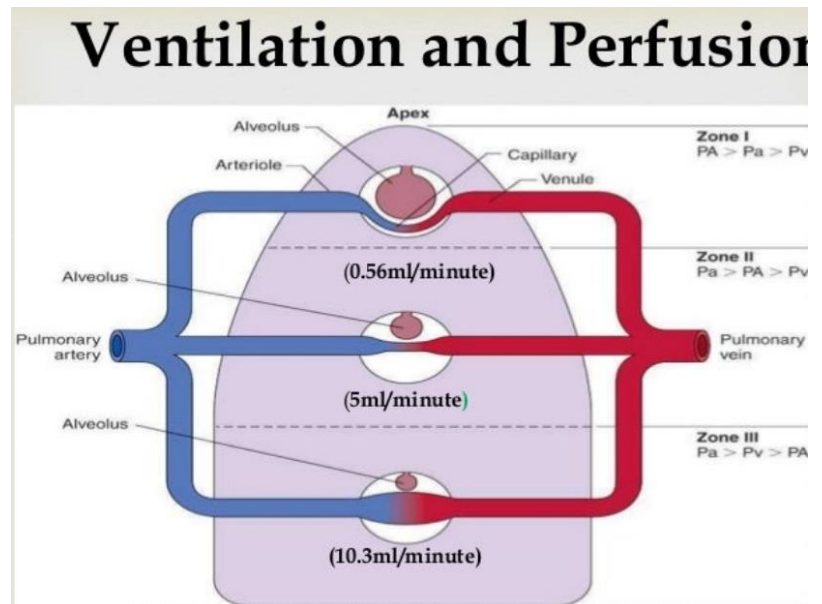 Ventilation and Perfusion
Apex
Alveolus
Zone I
PA > Pa > Pv
Arteriole
Capillary
Venule
Zone II
Pa > PA > Pv
(0.56ml/minute)
Alveolus
Pulmonary
artery
Pulmonary
vein
(5ml/minute)
Alveolus
Zone III
Pa > Pv > PA
(10.3ml/minute)